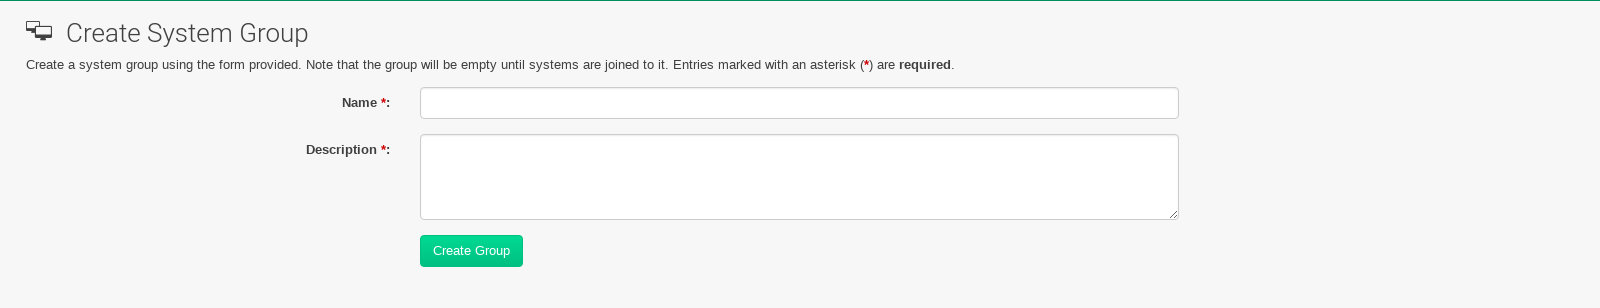 Create System Group
Create a system group using the form provided. Note that the group will be empty until systems are joined to it. Entries marked with an asterisk (*) are required.
Name *:
Description *:
Create Group